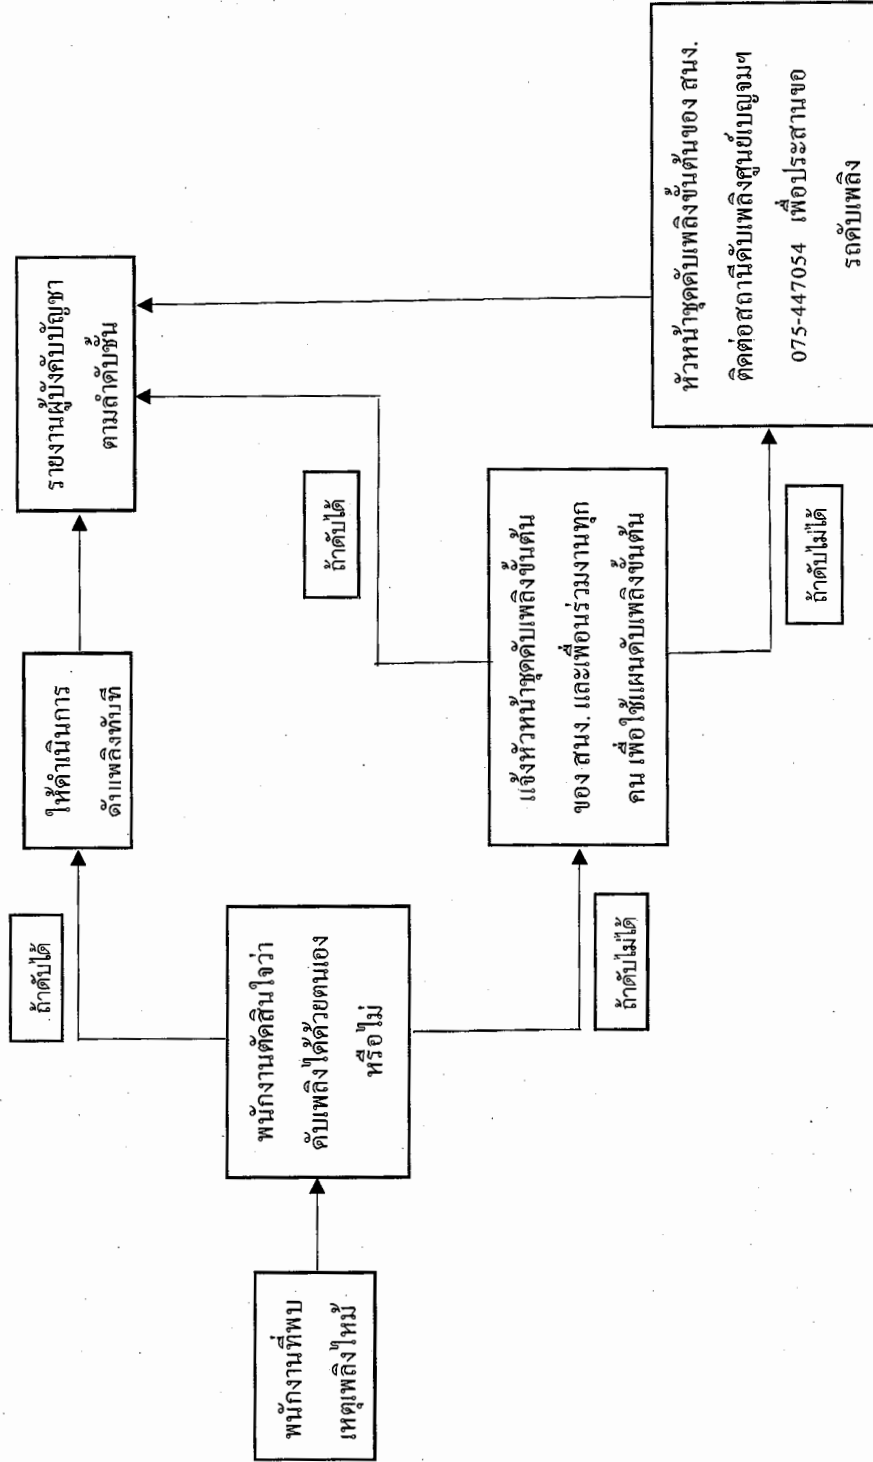 พนักงานที่พบ
เหตุเพลิงไหม้
พนักงานตัดสินใจว่า
ดับเพลิงได้ด้วยตนเอง
หรือไม่
ถ้าดับได้
ให้ดำเนินการ
ดับเพลิงทันที
รายงานผู้บังคับบัญชา
ตามลำดับชั้น
ถ้าดับไม่ได้
แจ้งหัวหน้าชุดดับเพลิงขั้นต้น
ของ สนง. และเพื่อนร่วมงานทุก
คน เพื่อใช้แผนดับเพลิงขั้นต้น
ถ้าดับได้
ถ้าดับไม่ได้
หัวหน้าชุดดับเพลิงขั้นต้นของ สนง.
ติดต่อสถานีดับเพลิงศูนย์เบญจมฯ
075-447054 เพื่อประสานขอ
รถดับเพลิง